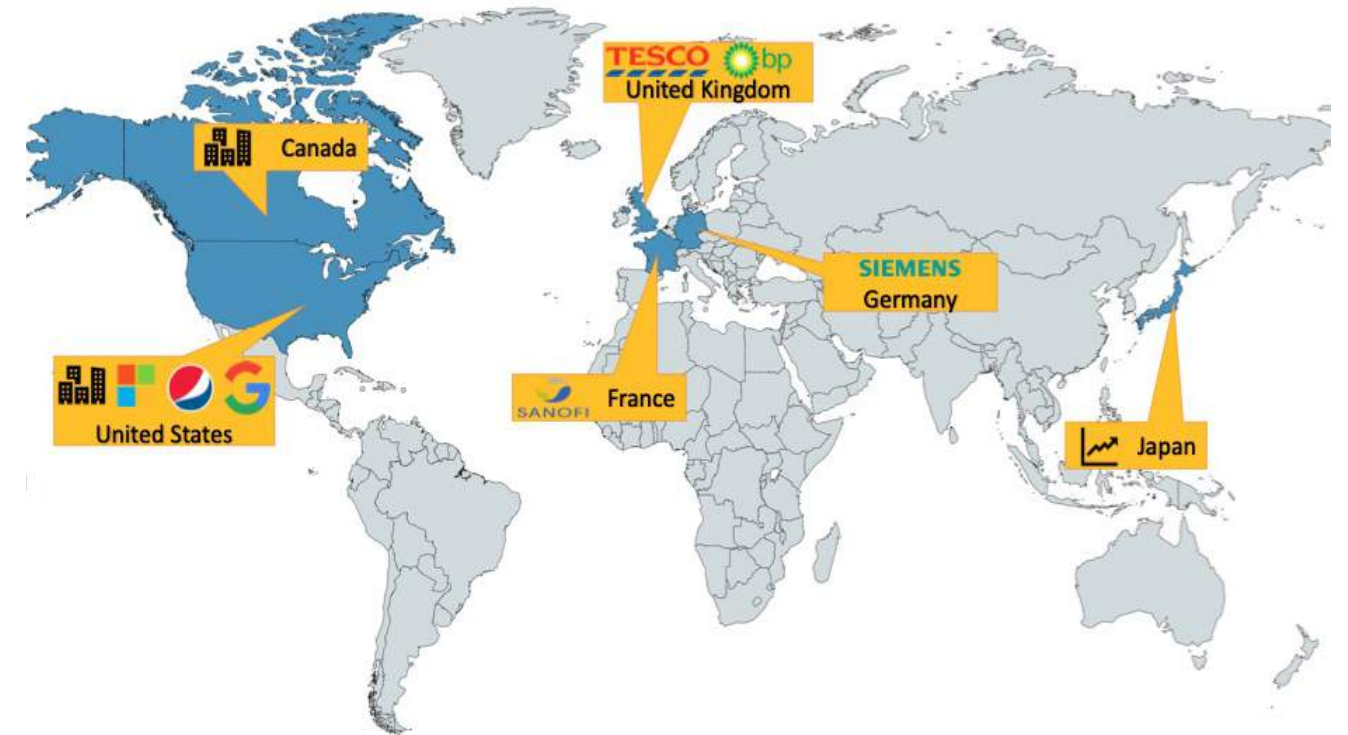 TESCO bp
United Kingdom
Canada
SIEMENS
Germany
United States
SANOFI France
Japan